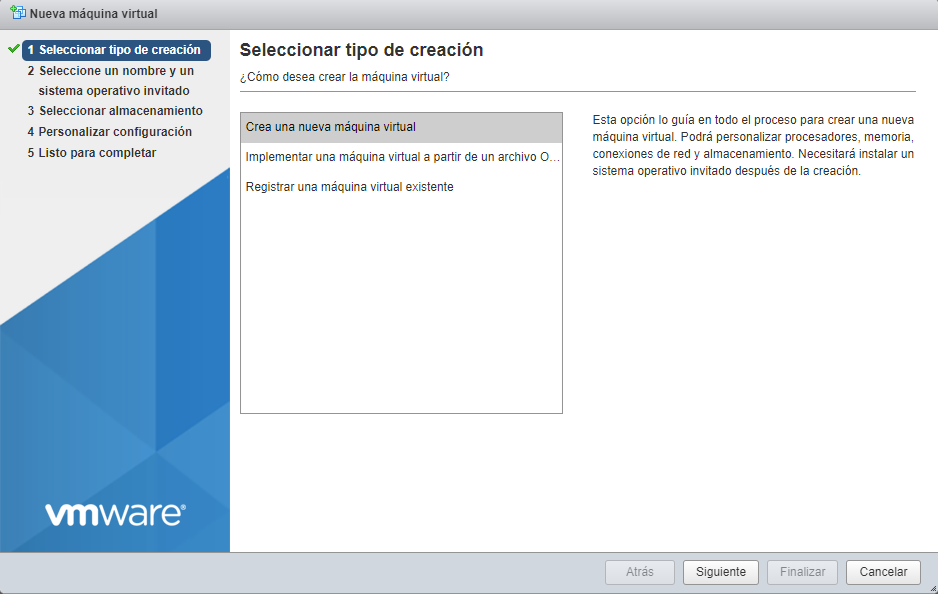 Nueva máquina virtual
1 Seleccionar tipo de creación
2 Seleccione un nombre y un
sistema operativo invitado
3 Seleccionar almacenamiento
4 Personalizar configuración
5 Listo para completar
vmware®
Seleccionar tipo de creación
¿Cómo desea crear la máquina virtual?
Crea una nueva máquina virtual
Implementar una máquina virtual a partir de un archivo O...
Registrar una máquina virtual existente
Esta opción lo guía en todo el proceso para crear una nueva
máquina virtual. Podrá personalizar procesadores, memoria,
conexiones de red y almacenamiento. Necesitará instalar un
sistema operativo invitado después de la creación.
Atrás
Siguiente
Finalizar
Cancelar